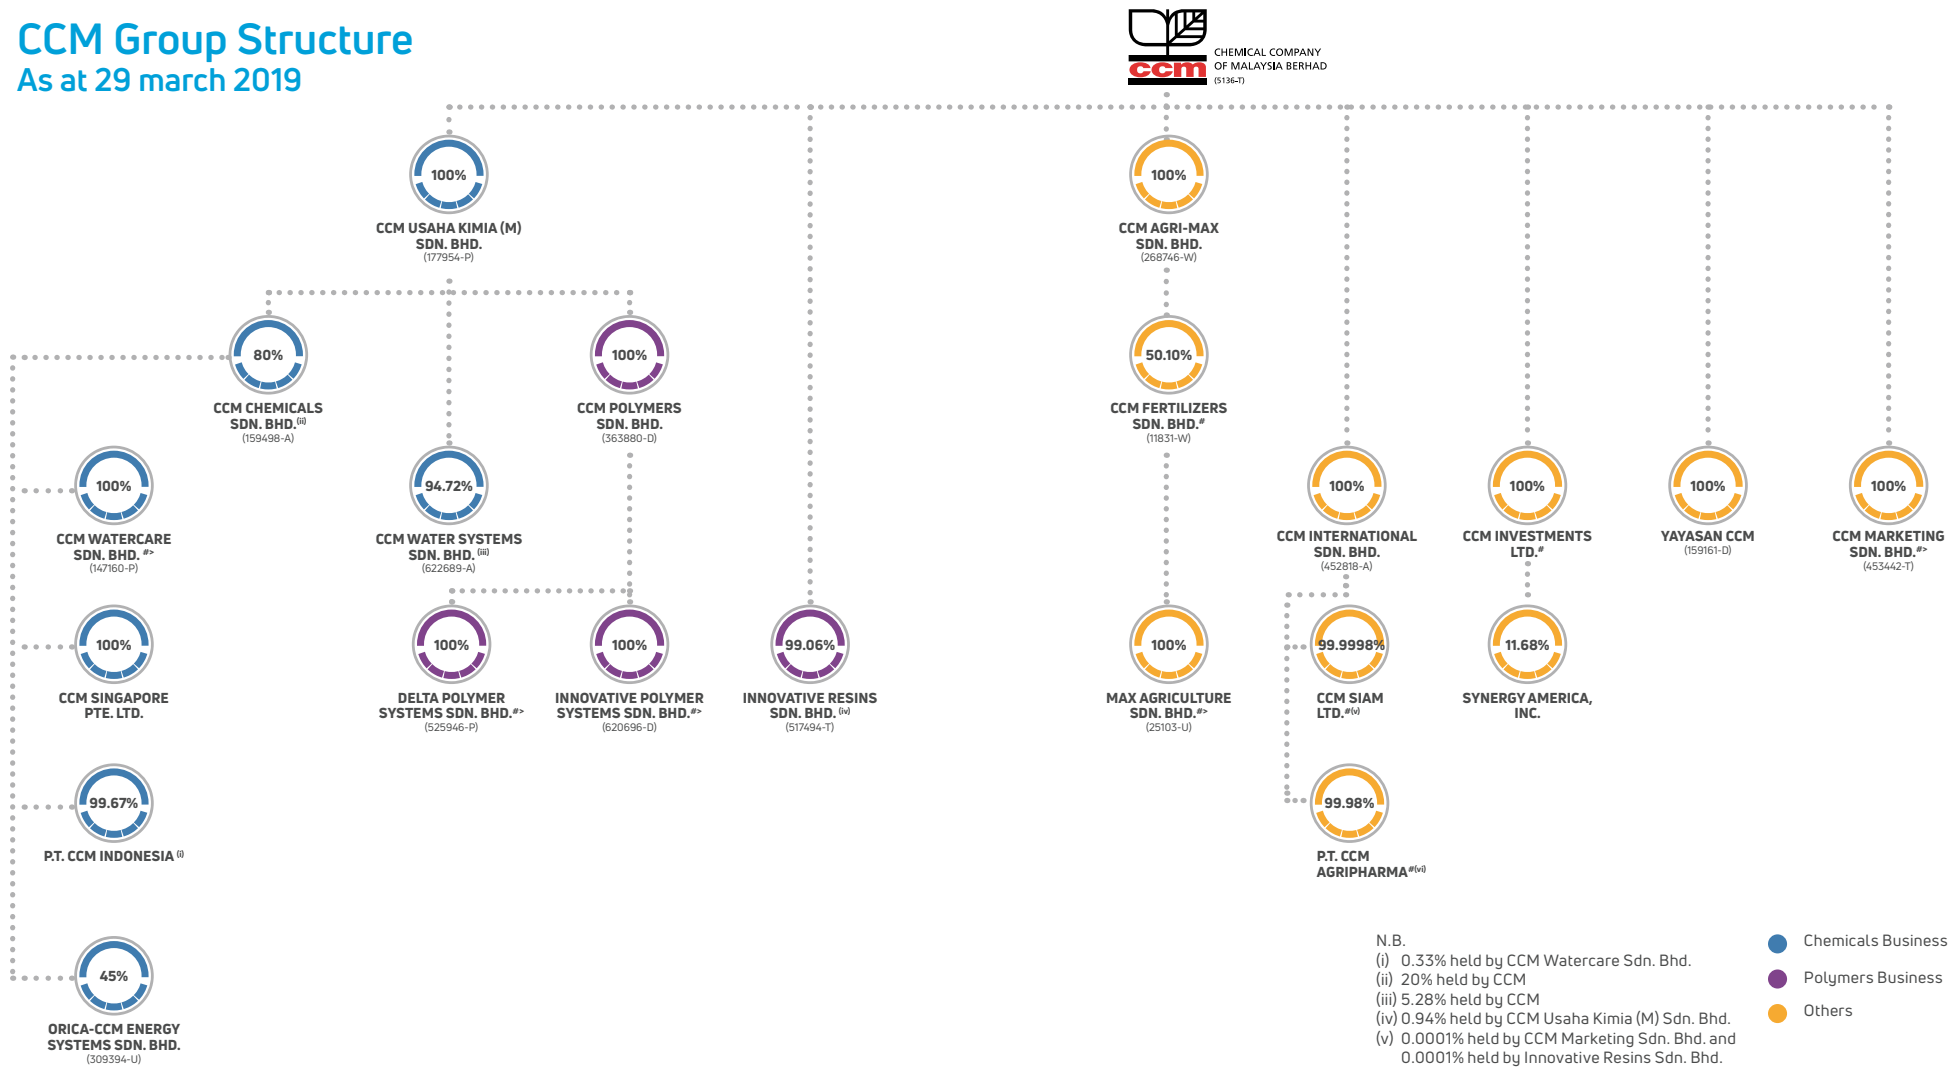 CCM Group Structure
As at 29 march 2019
ccm
CHEMICAL COMPANY
OF MALAYSIA BERHAD
(5136-T)
100%
CCM USAHA KIMIA (M)
SDN. BHD.
(177954-P)
100%
CCM AGRI-MAX
SDN. BHD.
(268746-W)
80%
CCM CHEMICALS
SDN. BHD.(ii)
(159498-A)
100%
CCM POLYMERS
SDN. BHD.
(363880-D)
50.10%
CCM FERTILIZERS
SDN. BHD.#
(11831-W)
100%
CCM WATERCARE
SDN. BHD. #>
(147160-P)
94.72%
CCM WATER SYSTEMS
SDN. BHD. (iii)
(622689-A)
100%
CCM INTERNATIONAL
SDN. BHD.
(452818-A)
100%
CCM INVESTMENTS
LTD.#
100%
YAYASAN CCM
(159161-D)
100%
CCM MARKETING
SDN. BHD.#>
(453442-T)
100%
CCM SINGAPORE
PTE. LTD.
100%
DELTA POLYMER
SYSTEMS SDN. BHD.#>
(525946-P)
100%
INNOVATIVE POLYMER
SYSTEMS SDN. BHD.#>
(620696-D)
99.06%
INNOVATIVE RESINS
SDN. BHD. (iv)
(517494-T)
100%
MAX AGRICULTURE
SDN. BHD.#>
(25103-U)
99.9998%
CCM SIAM
LTD.#(v)
11.68%
SYNERGY AMERICA,
INC.
99.67%
P.T. CCM INDONESIA (i)
99.98%
P.T. CCM
AGRIPHARMA#(vi)
45%
ORICA-CCM ENERGY
SYSTEMS SDN. BHD.
(309394-U)
N.B.
(i) 0.33% held by CCM Watercare Sdn. Bhd.
(ii) 20% held by CCM
(iii) 5.28% held by CCM
(iv) 0.94% held by CCM Usaha Kimia (M) Sdn. Bhd.
(v) 0.0001% held by CCM Marketing Sdn. Bhd. and
0.0001% held by Innovative Resins Sdn. Bhd.
Chemicals Business
Polymers Business
Others